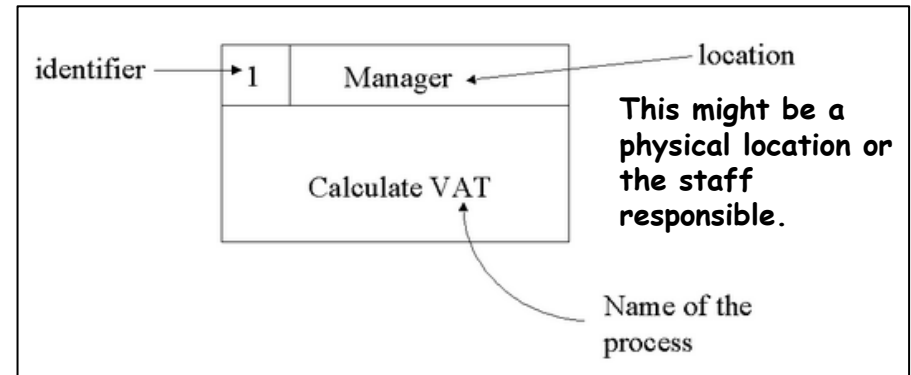 identifier
1
Manager
location
This might be a
physical location or
the staff
responsible.
Calculate VAT
Name of the
process